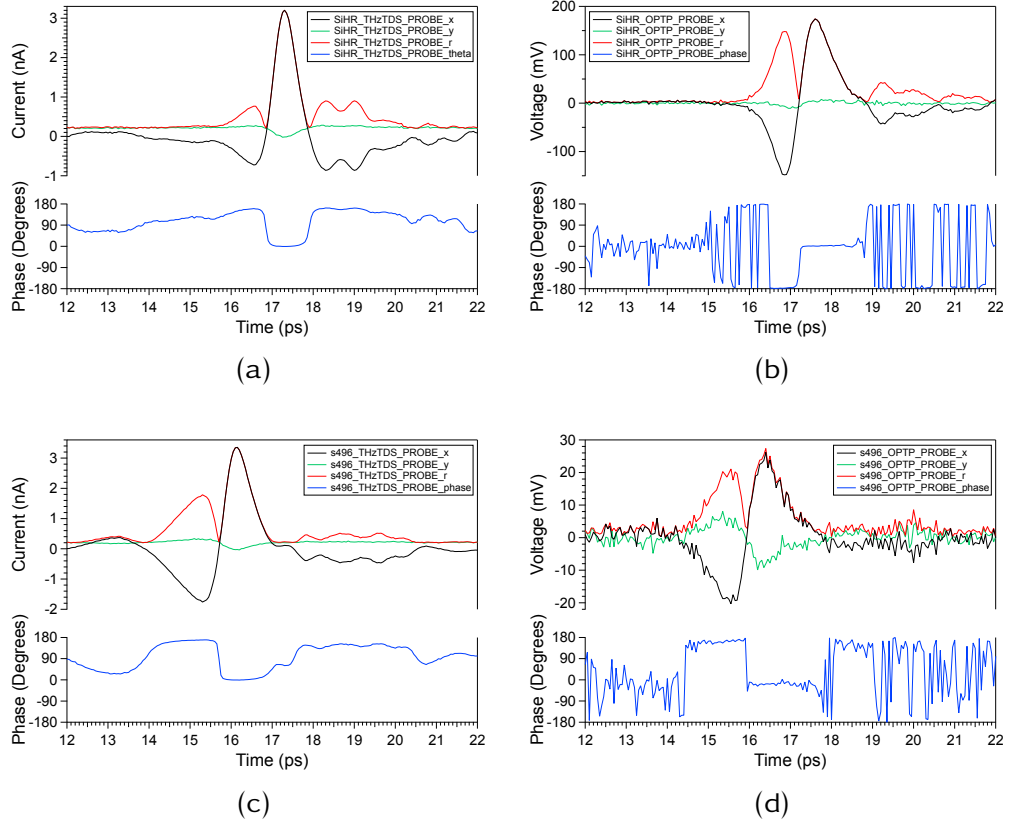 SiHR_THzTDS_PROBE_x
SiHR_THzTDS_PROBE_y
SiHR_THzTDS_PROBE_r
SiHR_THzTDS_PROBE_theta
Current (nA)
3
2
1
0
-1
Phase (Degrees)
180
90
0
-90
-180
12 13 14 15 16 17 18 19 20 21 22
Time (ps)
(a)
SiHR_OPTP_PROBE_x
SiHR_OPTP_PROBE_y
SiHR_OPTP_PROBE_r
SiHR_OPTP_PROBE_phase
Voltage (mV)
200
100
0
-100
Phase (Degrees)
180
90
0
-90
-180
12 13 14 15 16 17 18 19 20 21 22
Time (ps)
(b)
s496_THzTDS_PROBE_x
s496_THzTDS_PROBE_y
s496_THzTDS_PROBE_r
s496_THzTDS_PROBE_phase
Current (nA)
3
2
1
0
-1
-2
Phase (Degrees)
180
90
0
-90
-180
12 13 14 15 16 17 18 19 20 21 22
Time (ps)
(c)
s496_OPTP_PROBE_x
s496_OPTP_PROBE_y
s496_OPTP_PROBE_r
s496_OPTP_PROBE_phase
Voltage (mV)
30
20
10
0
-10
-20
Phase (Degrees)
180
90
0
-90
-180
12 13 14 15 16 17 18 19 20 21 22
Time (ps)
(d)